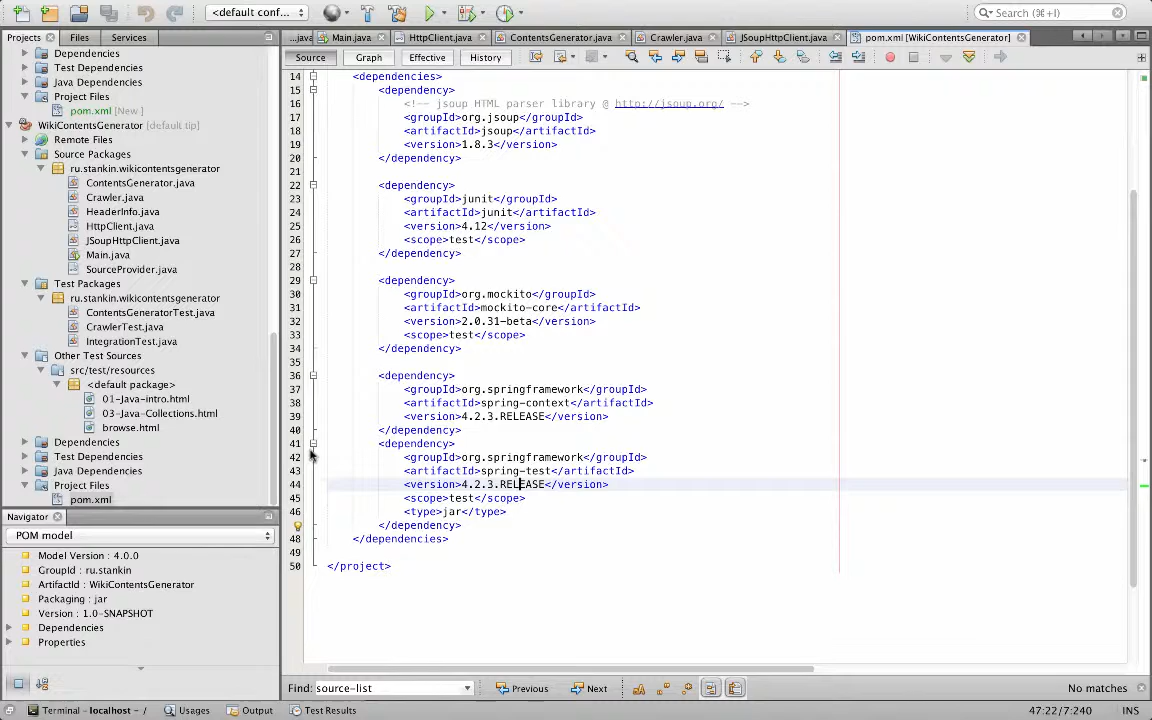 <default conf...
Search (⌘+I)
Projects
Files
Services
...java
Main.java
HttpClient.java
ContentsGenerator.java
Crawler.java
JSoupHttpClient.java
pom.xml [WikiContentsGenerator]
Source
Graph
Effective
History
Dependencies
Test Dependencies
Java Dependencies
Project Files
pom.xml [New ]
WikiContentsGenerator [default tip]
Remote Files
Source Packages
ru.stankin.wikicontentsgenerator
ContentsGenerator.java
Crawler.java
HeaderInfo.java
HttpClient.java
JSoupHttpClient.java
Main.java
SourceProvider.java
Test Packages
ru.stankin.wikicontentsgenerator
ContentsGeneratorTest.java
CrawlerTest.java
IntegrationTest.java
Other Test Sources
src/test/resources
<default package>
01-Java-intro.html
03-Java-Collections.html
browse.html
Dependencies
Test Dependencies
Java Dependencies
Project Files
pom.xml
Navigator
POM model
Model Version : 4.0.0
GroupId : ru.stankin
ArtifactId : WikiContentsGenerator
Packaging : jar
Version : 1.0-SNAPSHOT
Dependencies
Properties
14 <dependencies>
15 <dependency>
16 <!-- jsoup HTML parser library @ http://jsoup.org/ -->
17 <groupId>org.jsoup</groupId>
18 <artifactId>jsoup</artifactId>
19 <version>1.8.3</version>
20 </dependency>
21
22 <dependency>
23 <groupId>junit</groupId>
24 <artifactId>junit</artifactId>
25 <version>4.12</version>
26 <scope>test</scope>
27 </dependency>
28
29 <dependency>
30 <groupId>org.mockito</groupId>
31 <artifactId>mockito-core</artifactId>
32 <version>2.0.31-beta</version>
33 <scope>test</scope>
34 </dependency>
35
36 <dependency>
37 <groupId>org.springframework</groupId>
38 <artifactId>spring-context</artifactId>
39 <version>4.2.3.RELEASE</version>
40 </dependency>
41 <dependency>
42 <groupId>org.springframework</groupId>
43 <artifactId>spring-test</artifactId>
44 <version>4.2.3.RELEASE</version>
45 <scope>test</scope>
46 <type>jar</type>
</dependency>
48 </dependencies>
49
50 </project>
Find: source-list
Previous
Next
No matches
Terminal - localhost - /
Usages
Output
Test Results
47:22/7:240
INS